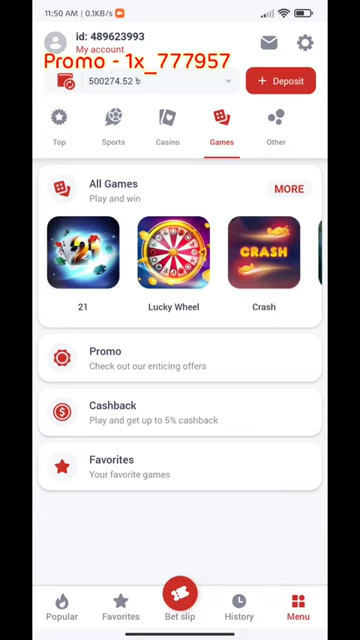 11:50 AM | 0.1KB/s
id: 489623993
My account
Promo - 1x_777957
500274.52 ৳
+ Deposit
Top
Sports
Casino
Games
Other
All Games
Play and win
MORE
21
CRASH
21
Lucky Wheel
Crash
Promo
Check out our enticing offers
Cashback
Play and get up to 5% cashback
Favorites
Your favorite games
Popular
Favorites
Bet slip
History
Menu